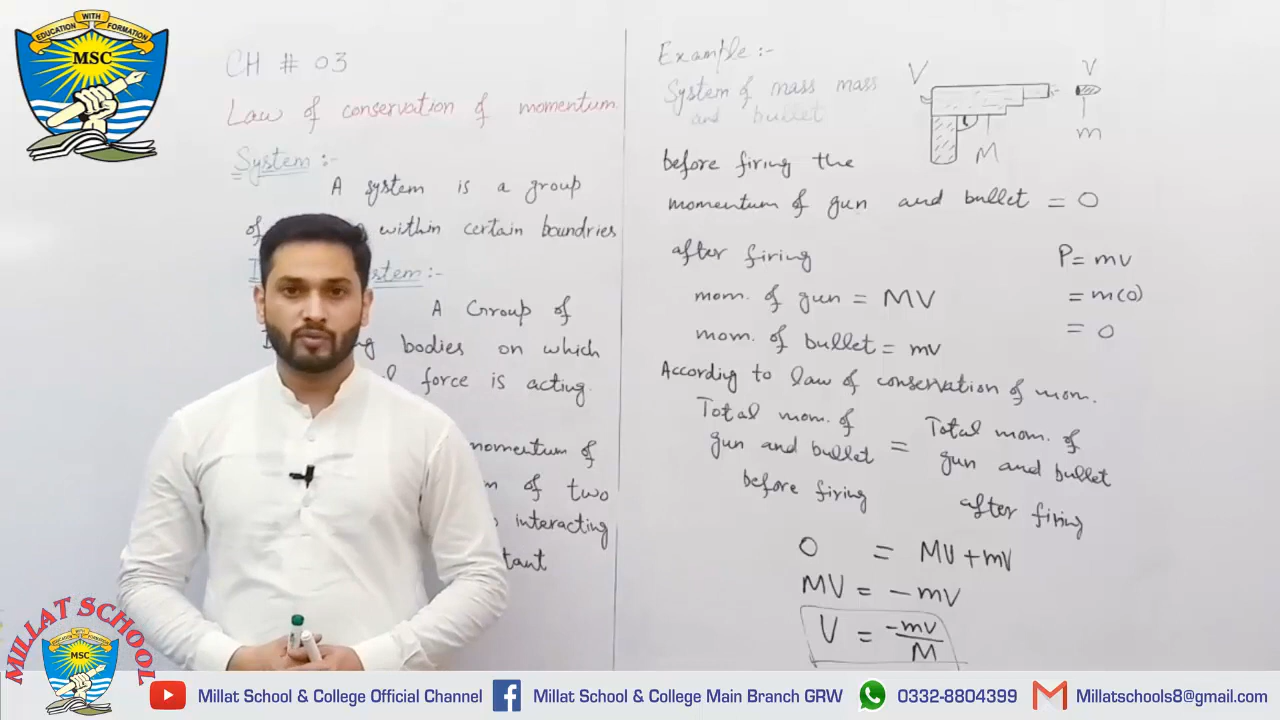 EDUCATION WITH FORMATION
MSC
CH # 03
Law of conservation of momentum.
System :-
A system is a group
of within certain boundries
stem :-
A Group of
bodies on which
force is acting.
momentum of
of two
interacting
tant
Example :-
System of mass mass
and bullet
V
M
V
m
before firing the
momentum of gun and bullet = 0
after firing
mom. of gun = MV
mom. of bullet = mv
P = mv
= m(0)
= 0
According to law of conservation of mom.
Total mom. of
gun and bullet
before firing
=
Total mom. of
gun and bullet
after firing
0 = MV + mv
MV = - mv
V = -mv/M
MILLAT SCHOOL
MSC
Millat School & College Official Channel
Millat School & College Main Branch GRW
0332-8804399
Millatschools8@gmail.com